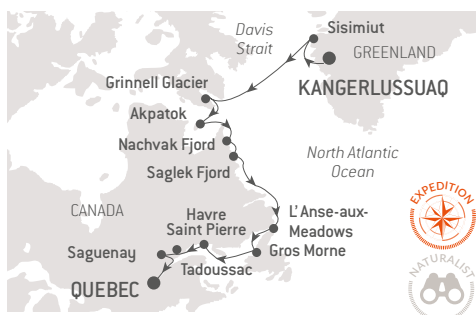 Davis
Strait
Sisimiut
GREENLAND
KANGERLUSSUAQ
Grinnell Glacier
Akpatok
Nachvak Fjord
Saglek Fjord
North Atlantic
Ocean
EXPEDITION
CANADA
Havre
Saint Pierre
L' Anse-aux-
Meadows
Gros Morne
Saguenay
Tadoussac
QUEBEC
NATURALIST